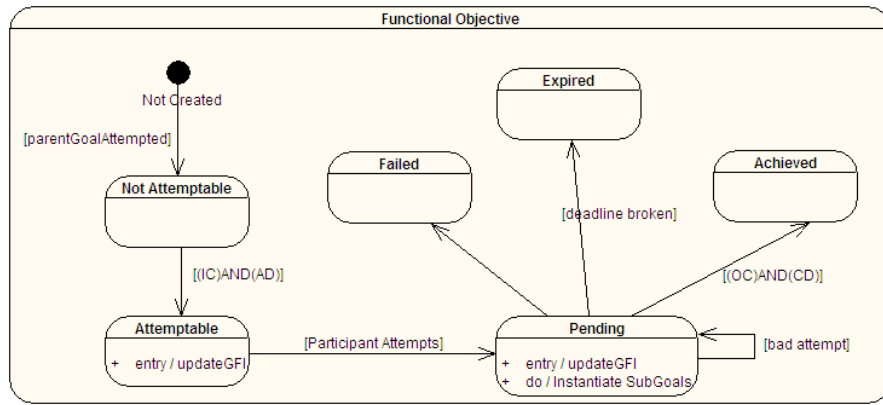 Functional Objective
Not Created
[parentGoalAttempted]
Expired
Failed
Achieved
Not Attemptable
[deadline broken]
[(IC)AND(AD)]
[(OC)AND(CD)]
Attemptable
+ entry / updateGFI
[Participant Attempts]
Pending
+ entry / updateGFI
+ do / Instantiate SubGoals
[bad attempt]